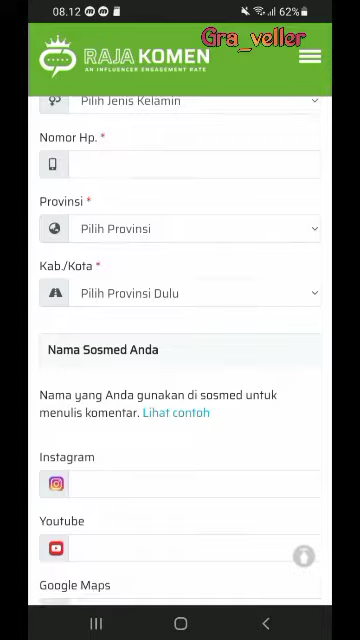 08.12
62%
Gra_veller
RAJA KOMEN
AN INFLUENCER ENGAGEMENT RATE
Pilih Jenis Kelamin
Nomor Hp. *
Provinsi *
Pilih Provinsi
Kab./Kota *
Pilih Provinsi Dulu
Nama Sosmed Anda
Nama yang Anda gunakan di sosmed untuk
menulis komentar. Lihat contoh
Instagram
Youtube
Google Maps